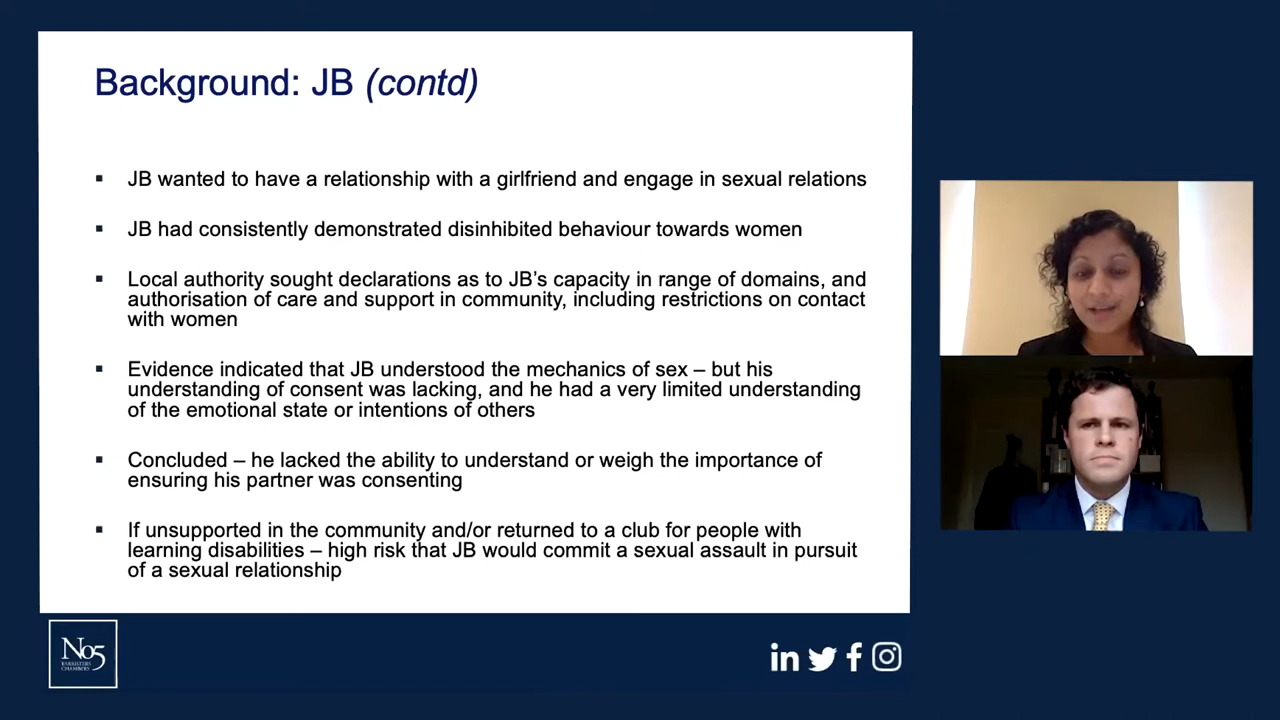 Background: JB (contd)
▪ JB wanted to have a relationship with a girlfriend and engage in sexual relations
▪ JB had consistently demonstrated disinhibited behaviour towards women
▪ Local authority sought declarations as to JB's capacity in range of domains, and
authorisation of care and support in community, including restrictions on contact
with women
▪ Evidence indicated that JB understood the mechanics of sex – but his
understanding of consent was lacking, and he had a very limited understanding
of the emotional state or intentions of others
▪ Concluded – he lacked the ability to understand or weigh the importance of
ensuring his partner was consenting
▪ If unsupported in the community and/or returned to a club for people with
learning disabilities – high risk that JB would commit a sexual assault in pursuit
of a sexual relationship
No5
BARRISTERS
CHAMBERS
in